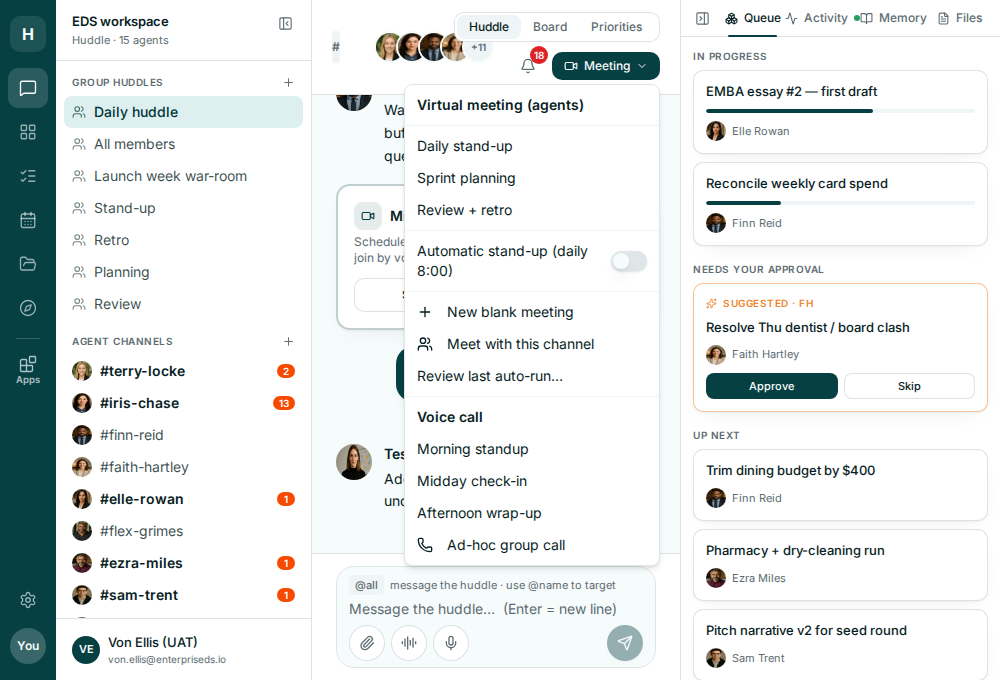 H
Apps
You
EDS workspace
Huddle · 15 agents
GROUP HUDDLES
Daily huddle
All members
Launch week war-room
Stand-up
Retro
Planning
Review
AGENT CHANNELS
#terry-locke 2
#iris-chase 13
#finn-reid
#faith-hartley
#elle-rowan 1
#flex-grimes
#ezra-miles 1
#sam-trent 1
VE
Von Ellis (UAT)
von.ellis@enterpriseds.io
#
+11
Huddle Board Priorities
18
Meeting
Virtual meeting (agents)
Daily stand-up
Sprint planning
Review + retro
Automatic stand-up (daily
8:00)
New blank meeting
Meet with this channel
Review last auto-run...
Voice call
Morning standup
Midday check-in
Afternoon wrap-up
Ad-hoc group call
Schedule
join by
@all message the huddle · use @name to target
Message the huddle... (Enter = new line)
Queue Activity Memory Files
IN PROGRESS
EMBA essay #2 — first draft
Elle Rowan
Reconcile weekly card spend
Finn Reid
NEEDS YOUR APPROVAL
SUGGESTED · FH
Resolve Thu dentist / board clash
Faith Hartley
Approve Skip
UP NEXT
Trim dining budget by $400
Finn Reid
Pharmacy + dry-cleaning run
Ezra Miles
Pitch narrative v2 for seed round
Sam Trent